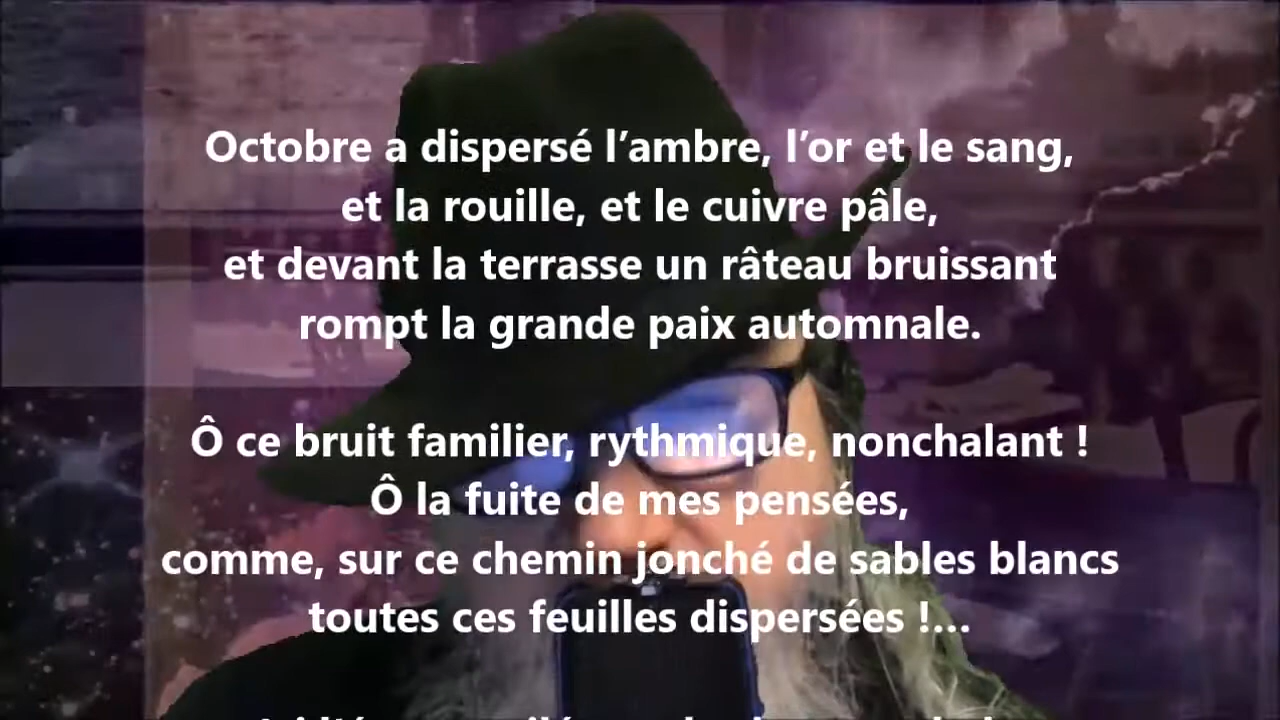 Octobre a dispersé l’ambre, l’or et le sang,
et la rouille, et le cuivre pâle,
et devant la terrasse un râteau bruissant
rompt la grande paix automnale.
Ô ce bruit familier, rythmique, nonchalant !
Ô la fuite de mes pensées,
comme, sur ce chemin jonché de sables blancs
toutes ces feuilles dispersées !...